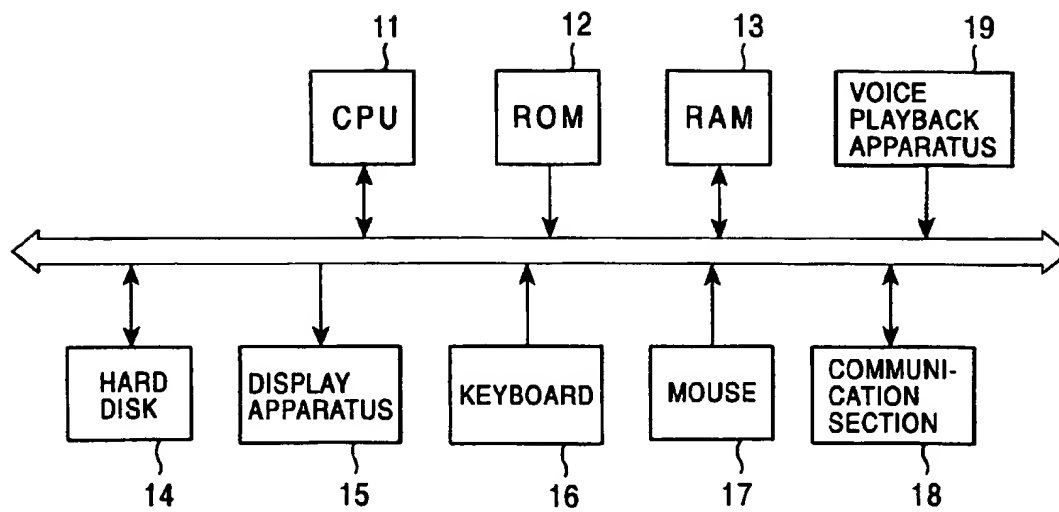 11
12
13
19
CPU
ROM
RAM
VOICE
PLAYBACK
APPARATUS
HARD
DISK
DISPLAY
APPARATUS
KEYBOARD
MOUSE
COMMUNI-
CATION
SECTION
14
15
16
17
18